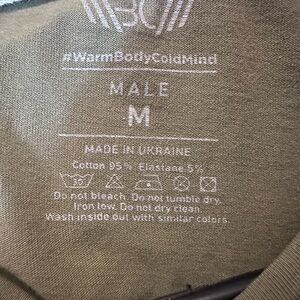 #WarmBodyColdMind
MALE
M
MADE IN UKRAINE
Cotton 95% Elastane 5%
30
Do not bleach. Do not tumble dry.
Iron low. Do not dry clean.
Wash inside out with similar colors.